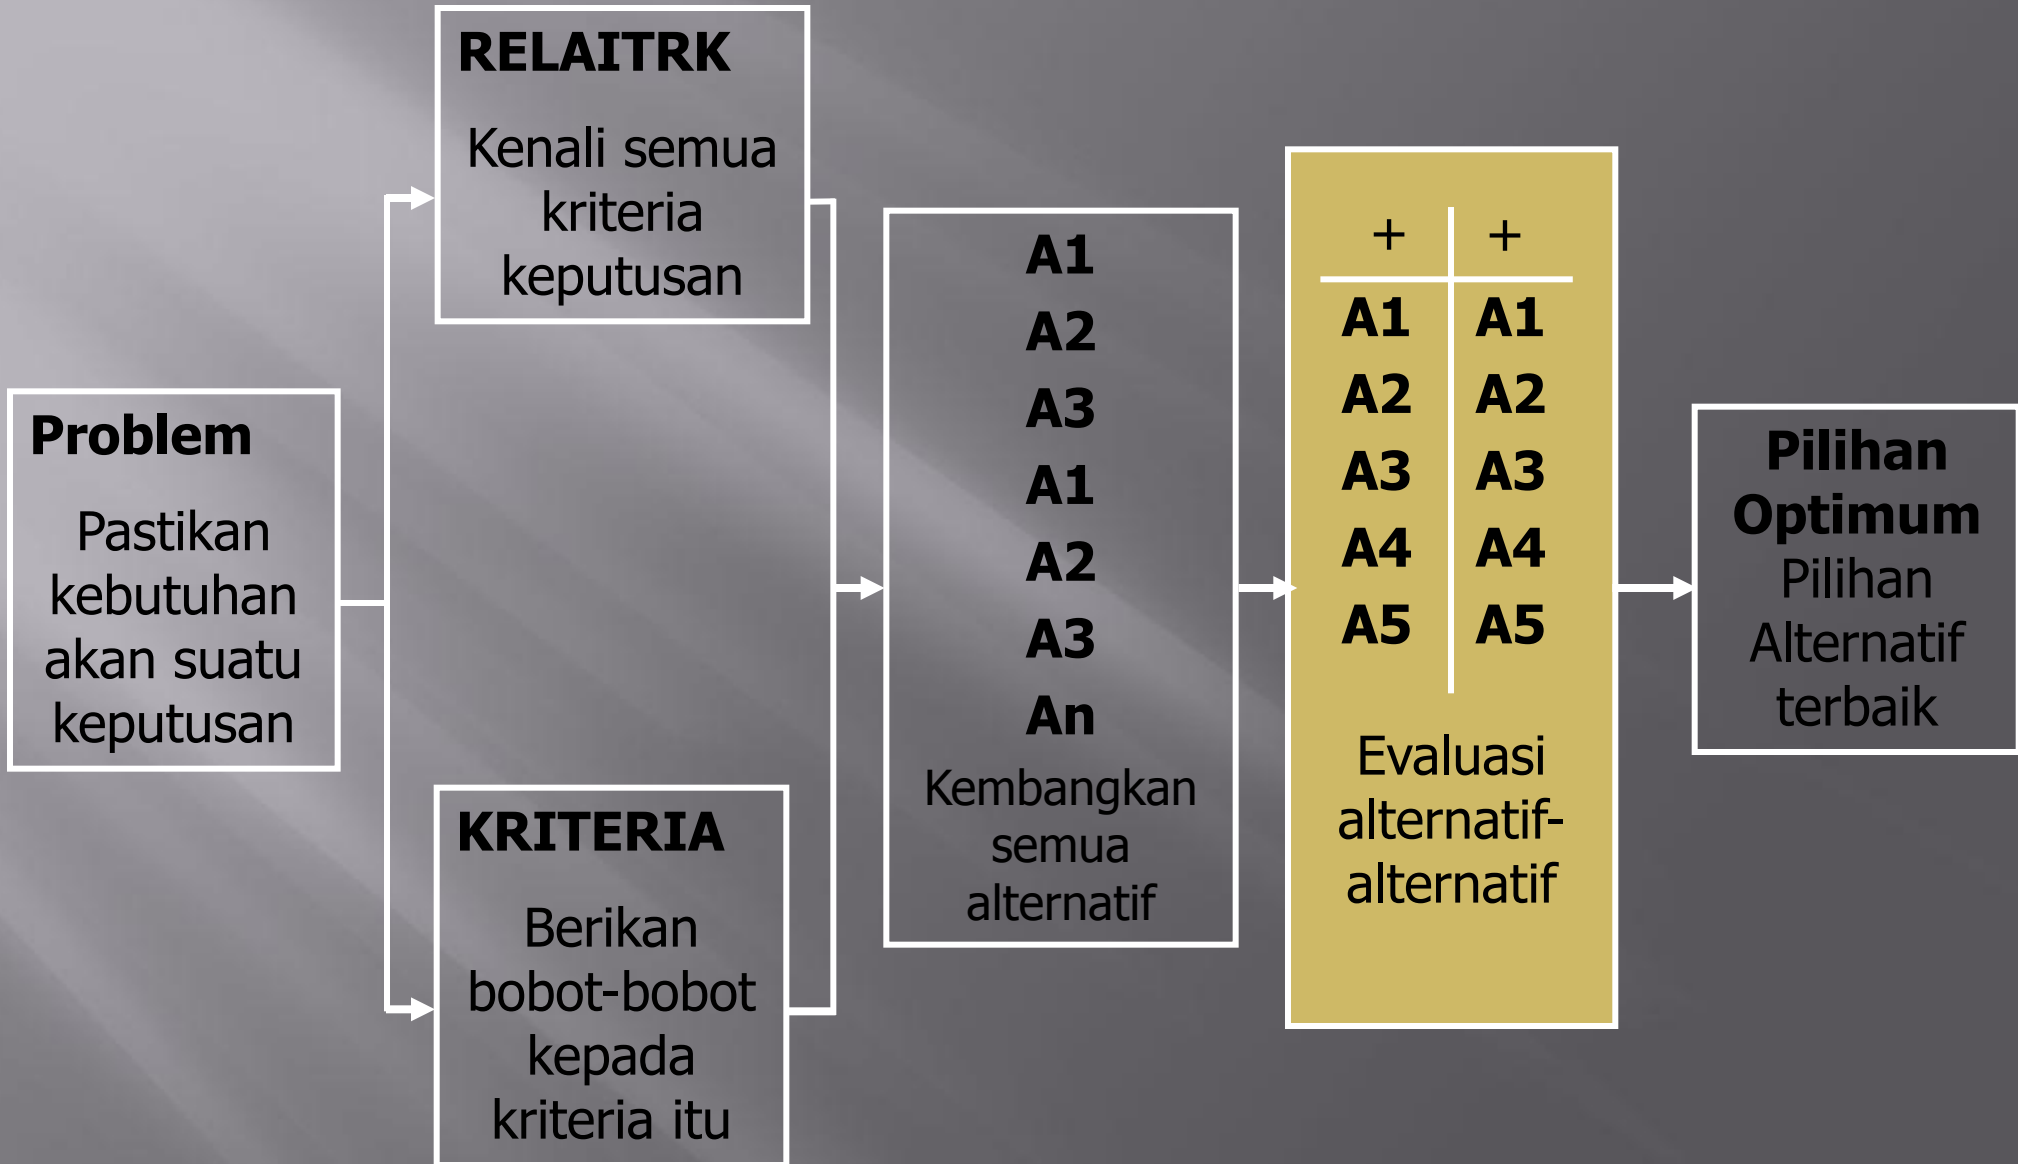 Problem
Pastikan
kebutuhan
akan suatu
keputusan
RELAITRK
Kenali semua
kriteria
keputusan
KRITERIA
Berikan
bobot-bobot
kepada
kriteria itu
A1
A2
A3
A1
A2
A3
An
Kembangkan
semua
alternatif
+ +
A1 A1
A2 A2
A3 A3
A4 A4
A5 A5
Evaluasi
alternatif-
alternatif
Pilihan
Optimum
Pilihan
Alternatif
terbaik